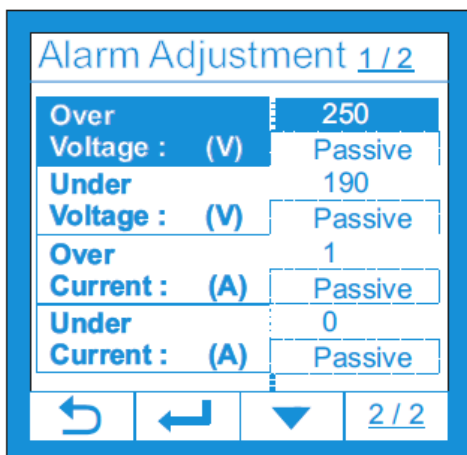 Alarm Adjustment 1 / 2
Over 250
Voltage : (V) Passive
Under 190
Voltage : (V) Passive
Over 1
Current : (A) Passive
Under 0
Current : (A) Passive
2 / 2